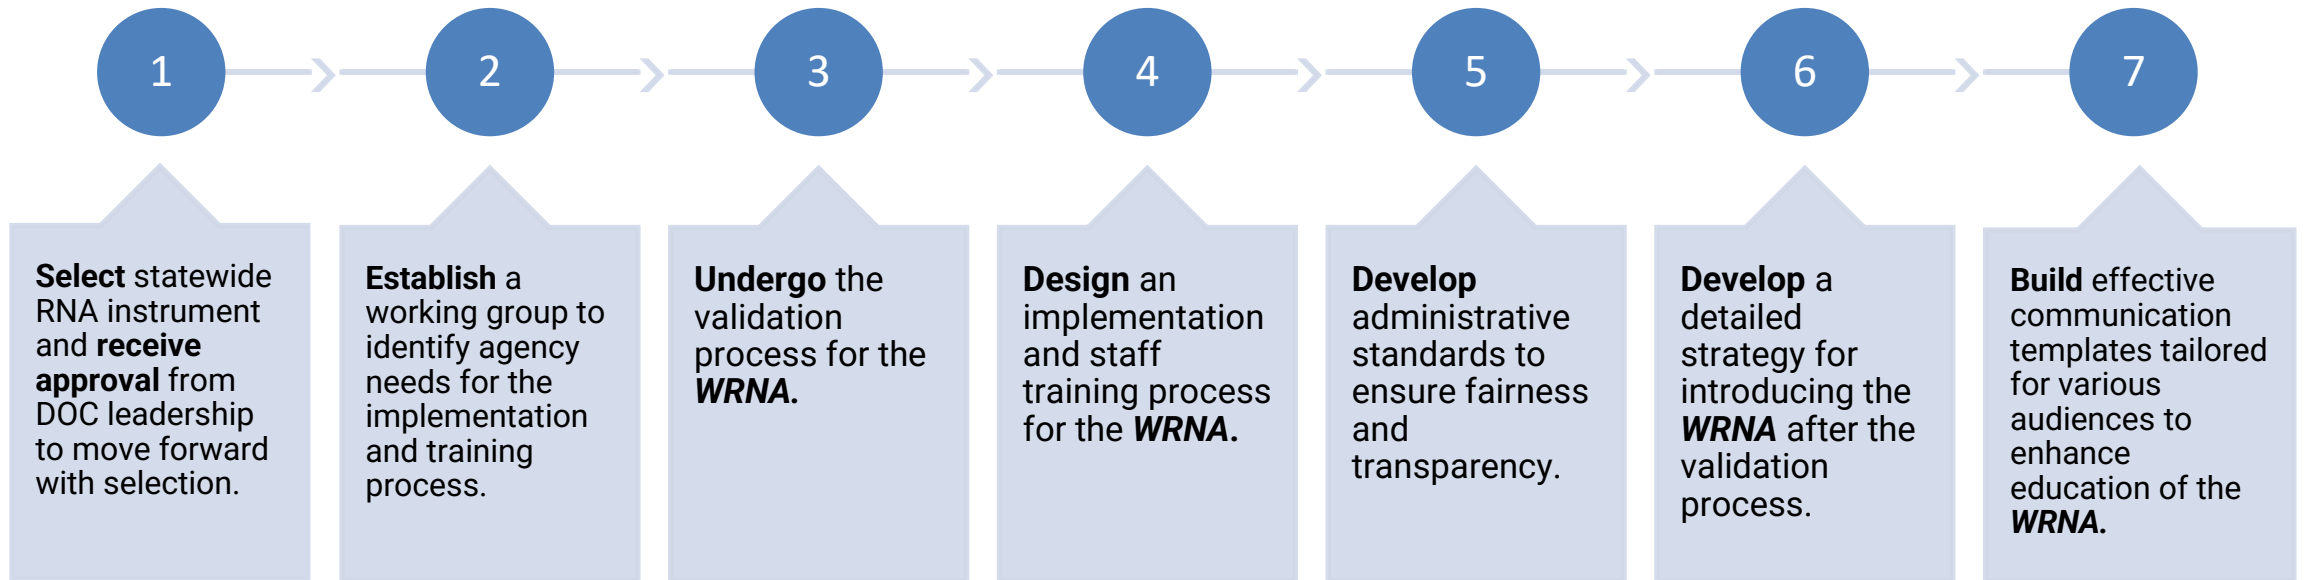 1
2
3
4
5
6
7
Select statewide
RNA instrument
and receive
approval from
DOC leadership
to move forward
with selection.
Establish a
working group to
identify agency
needs for the
implementation
and training
process.
Undergo the
validation
process for the
WRNA.
Design an
implementation
and staff
training process
for the WRNA.
Develop
administrative
standards to
ensure fairness
and
transparency.
Develop a
detailed
strategy for
introducing the
WRNA after the
validation
process.
Build effective
communication
templates tailored
for various
audiences to
enhance
education of the
WRNA.